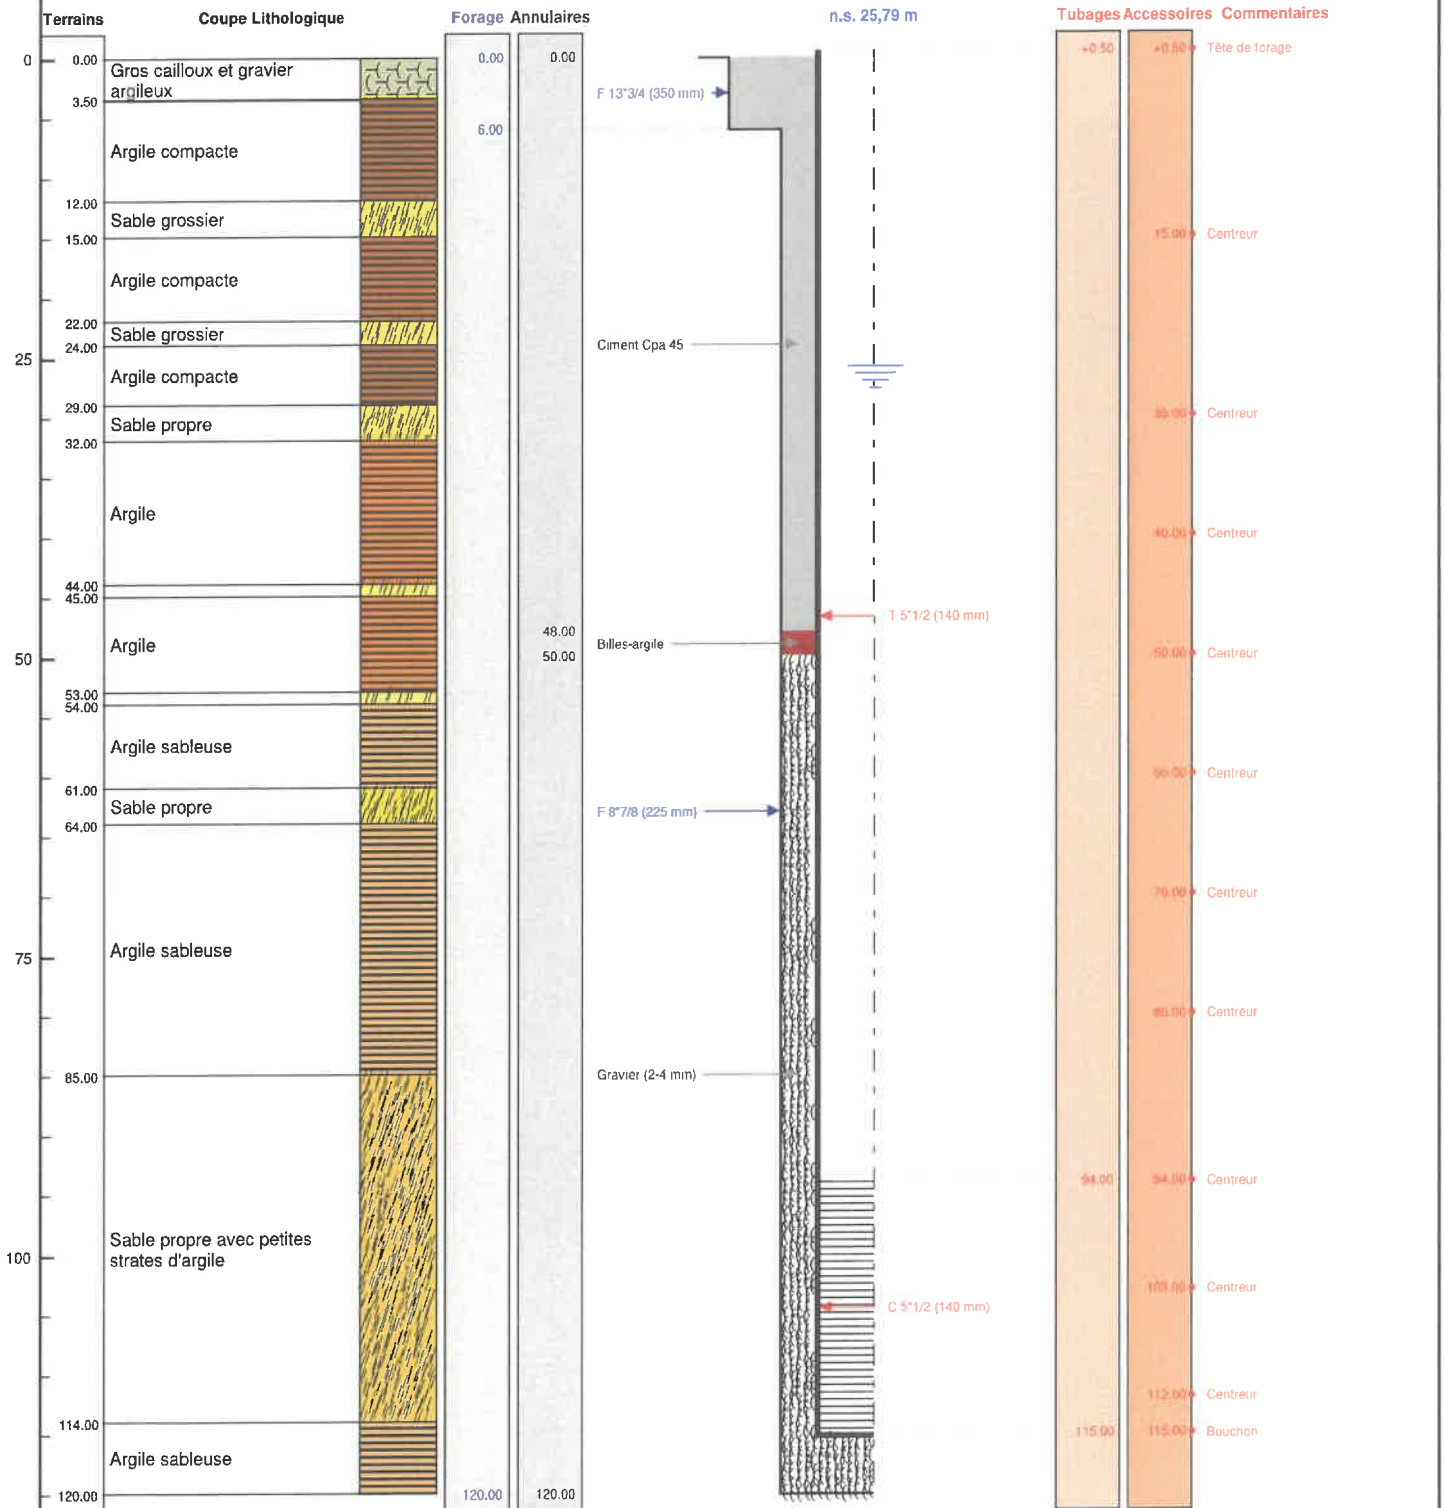 Terrains Coupe Lithologique Forage Annulaires n.s. 25,79 m Tubages Accessoires Commentaires
0 0.00 0.00 0.00 +0.50 +0.50 Tête de forage
Gros cailloux et gravier
argileux
F 13"3/4 (350 mm)
3.50
6.00
Argile compacte
12.00
Sable grossier
15.00 15.00 Centreur
Argile compacte
22.00
Sable grossier
24.00
Ciment Cpa 45
25
Argile compacte
29.00
Centreur
Sable propre
32.00
Argile
40.00 Centreur
44.00
45.00
T 5"1/2 (140 mm)
48.00
Argile
Billes-argile
50 50.00 50.00 Centreur
53.00
54.00
Argile sableuse
60.00 Centreur
61.00
Sable propre
F 8"7/8 (225 mm)
64.00
70.00 Centreur
Argile sableuse
75
Centreur
85.00
Gravier (2-4 mm)
94.00 94.00 Centreur
Sable propre avec petites
strates d'argile
100
103.00 Centreur
C 5"1/2 (140 mm)
112.00 Centreur
114.00
115.00 115.00 Bouchon
Argile sableuse
120.00 120.00 120.00